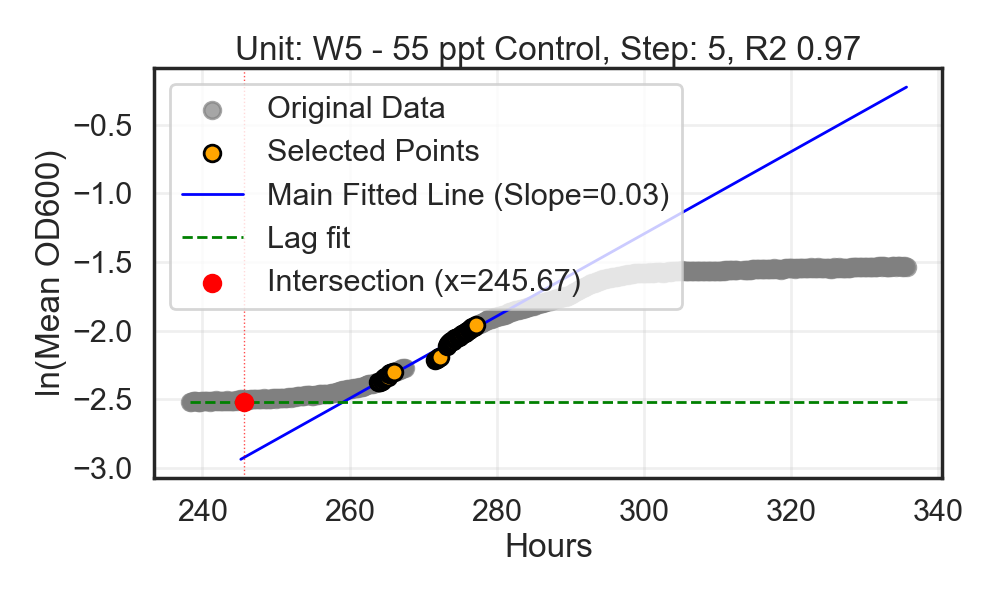 Unit: W5 - 55 ppt Control, Step: 5, R2 0.97
Original Data
Selected Points
Main Fitted Line (Slope=0.03)
Lag fit
Intersection (x=245.67)
ln(Mean OD600)
−0.5
−1.0
−1.5
−2.0
−2.5
−3.0
240 260 280 300 320 340
Hours